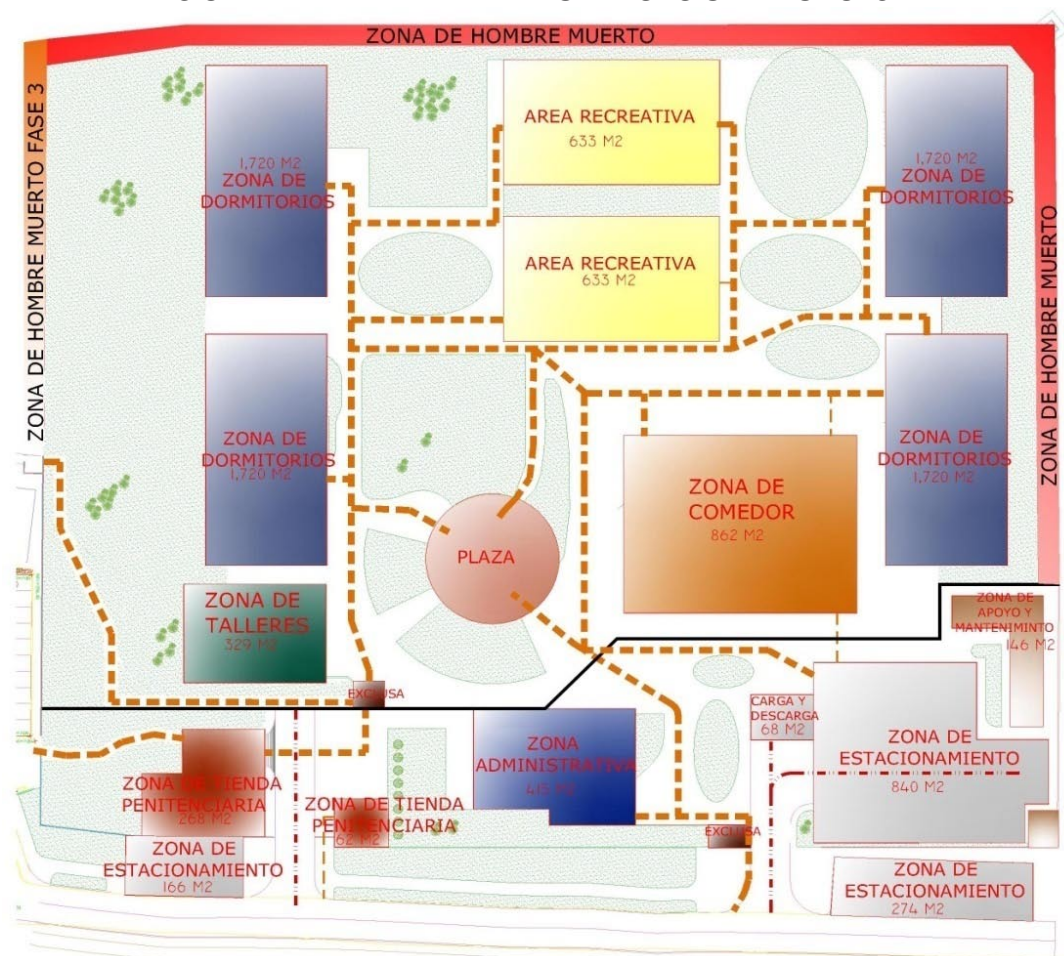 ZONA DE HOMBRE MUERTO
ZONA DE HOMBRE MUERTO FASE 3
ZONA DE HOMBRE MUERTO
1,720 M2
ZONA DE
DORMITORIOS
AREA RECREATIVA
633 M2
1,720 M2
ZONA DE
DORMITORIOS
AREA RECREATIVA
633 M2
ZONA DE
DORMITORIOS
1,720 M2
ZONA DE
DORMITORIOS
1,720 M2
ZONA DE
COMEDOR
862 M2
PLAZA
ZONA DE
TALLERES
329 M2
ZONA DE
APOYO Y
MANTENIMINTO
146 M2
EXCLUSA
CARGA Y
DESCARGA
68 M2
ZONA
ADMINISTRATIVA
415 M2
ZONA DE
ESTACIONAMIENTO
840 M2
ZONA DE TIENDA
PENITENCIARIA
268 M2
ZONA DE TIENDA
PENITENCIARIA
62 M2
EXCLUSA
ZONA DE
ESTACIONAMIENTO
166 M2
ZONA DE
ESTACIONAMIENTO
274 M2